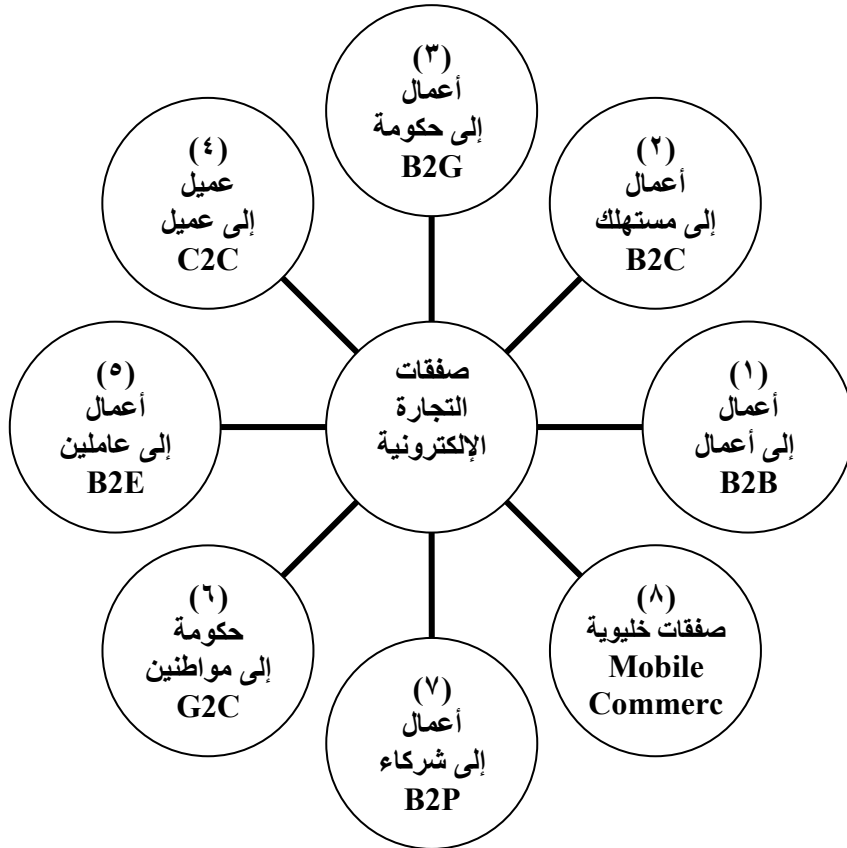 صفقات
التجارة
الإلكترونية
(١)
أعمال
إلى أعمال
B2B
(٢)
أعمال
إلى مستهلك
B2C
(٣)
أعمال
إلى حكومة
B2G
(٤)
عميل
إلى عميل
C2C
(٥)
أعمال
إلى عاملين
B2E
(٦)
حكومة
إلى مواطنين
G2C
(٧)
أعمال
إلى شركاء
B2P
(٨)
صفقات خليوية
Mobile
Commerc